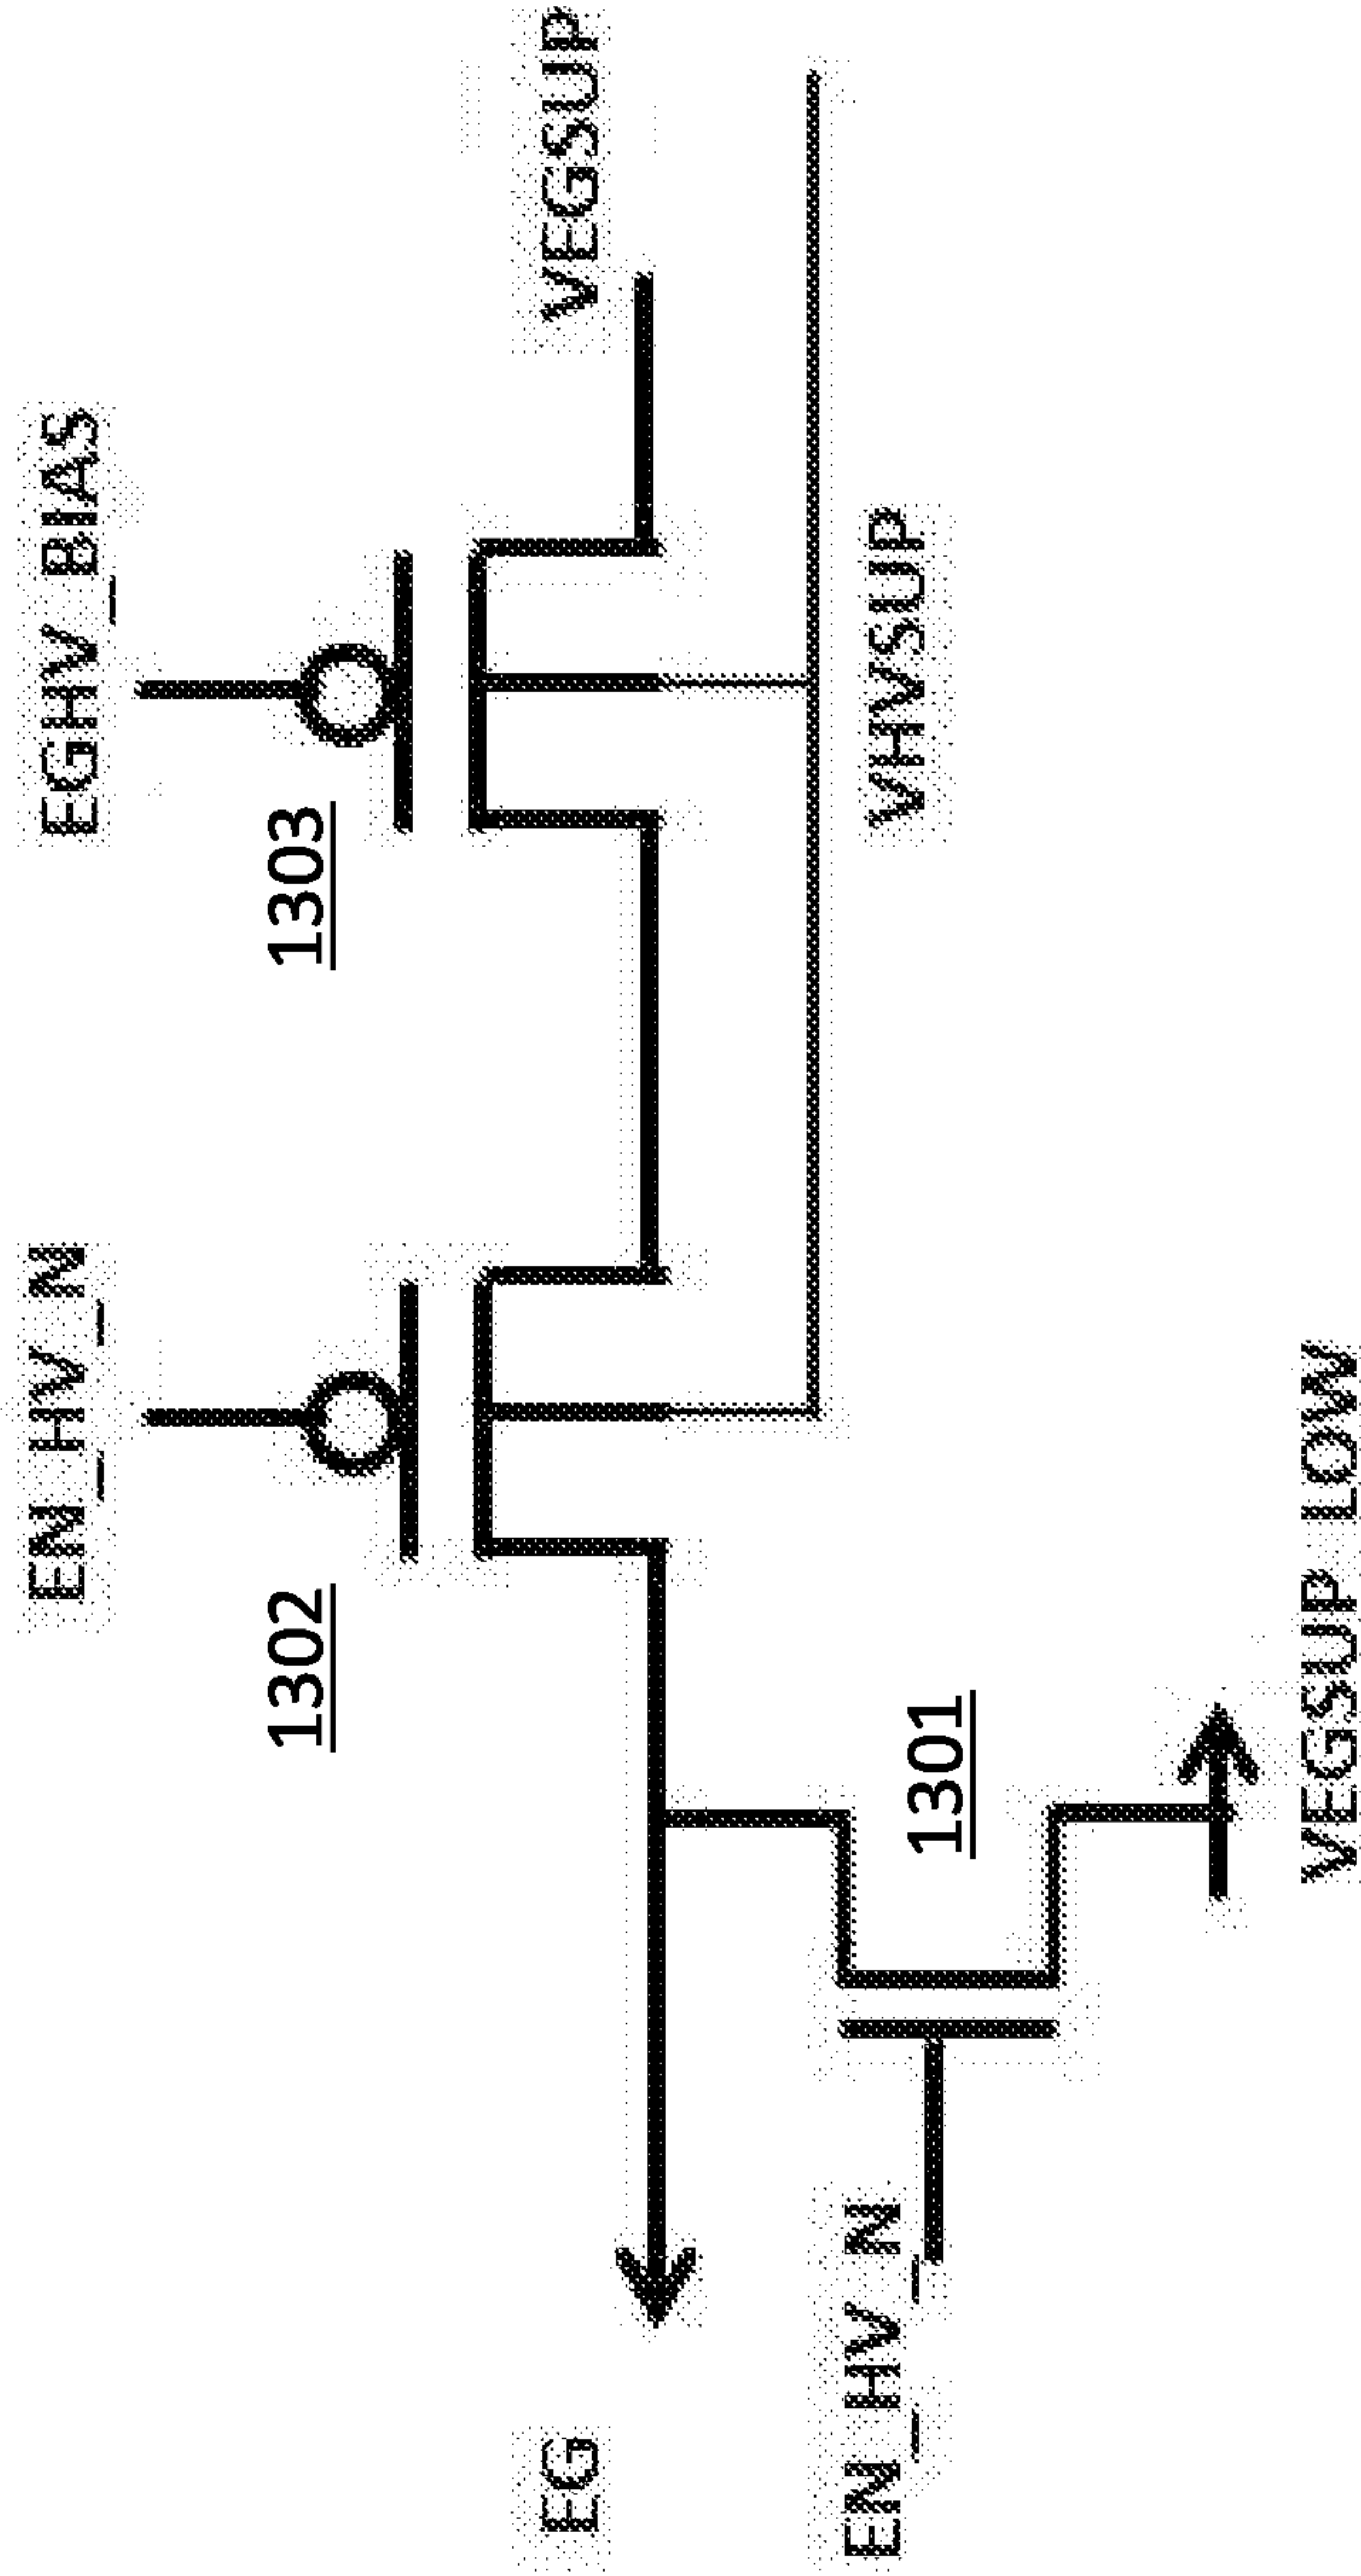 EN_HV_N
EGHV_BIAS
1302
1303
EG
VEGSUP
EN_HV_N
1301
VHVSUP
VEGSUP_LOW